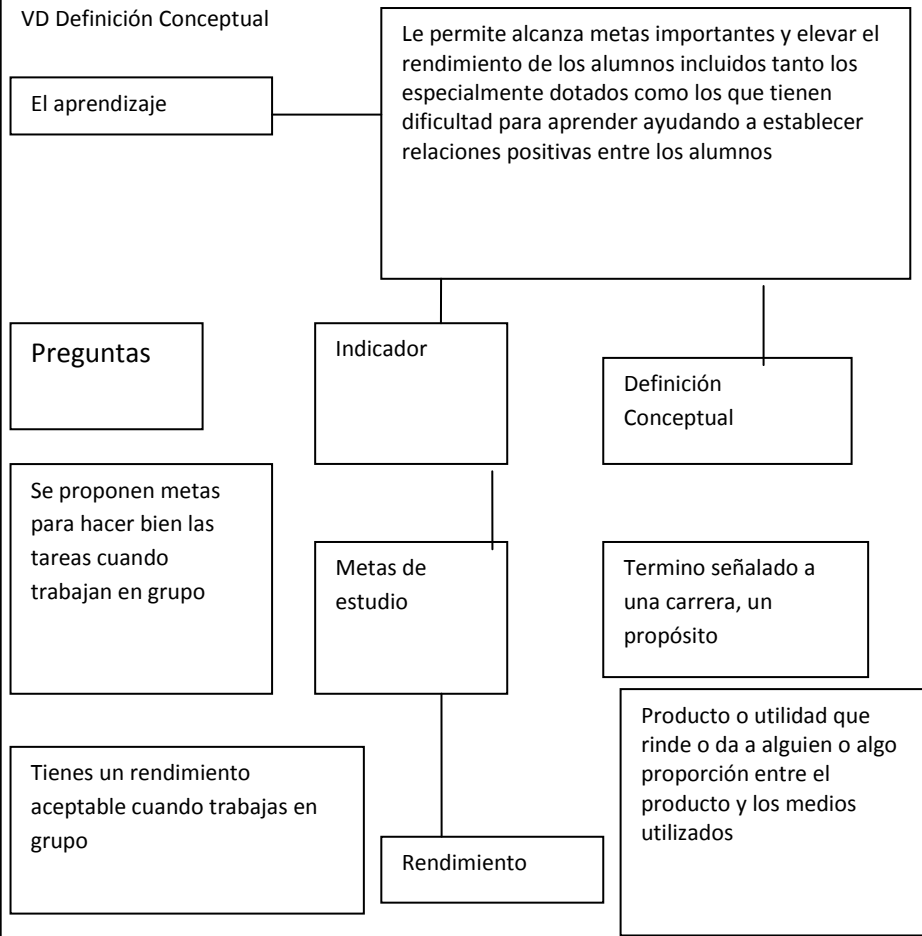 VD Definición Conceptual
El aprendizaje
Le permite alcanza metas importantes y elevar el
rendimiento de los alumnos incluidos tanto los
especialmente dotados como los que tienen
dificultad para aprender ayudando a establecer
relaciones positivas entre los alumnos
Preguntas
Indicador
Definición
Conceptual
Se proponen metas
para hacer bien las
tareas cuando
trabajan en grupo
Metas de
estudio
Termino señalado a
una carrera, un
propósito
Tienes un rendimiento
aceptable cuando trabajas en
grupo
Rendimiento
Producto o utilidad que
rinde o da a alguien o algo
proporción entre el
producto y los medios
utilizados